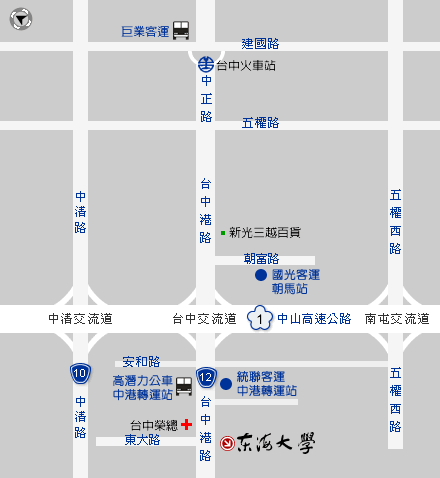 巨業客運
建國路
台中火車站
中正路
五權路
中清路
台中港路
五權西路
新光三越百貨
朝富路
國光客運
朝馬站
中清交流道
台中交流道
1
中山高速公路
南屯交流道
安和路
10
高潛力公車
中港轉運站
12
統聯客運
中港轉運站
五權西路
中清路
台中港路
台中榮總
東大路
东海大學